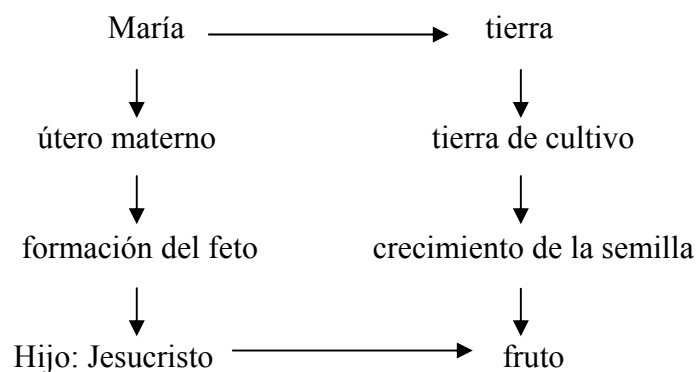 María tierra
útero materno tierra de cultivo
formación del feto crecimiento de la semilla
Hijo: Jesucristo fruto